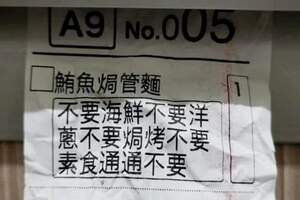 A9 No.005
□鮪魚焗管麵 1
不要海鮮不要洋
蔥不要焗烤不要
素食通通不要